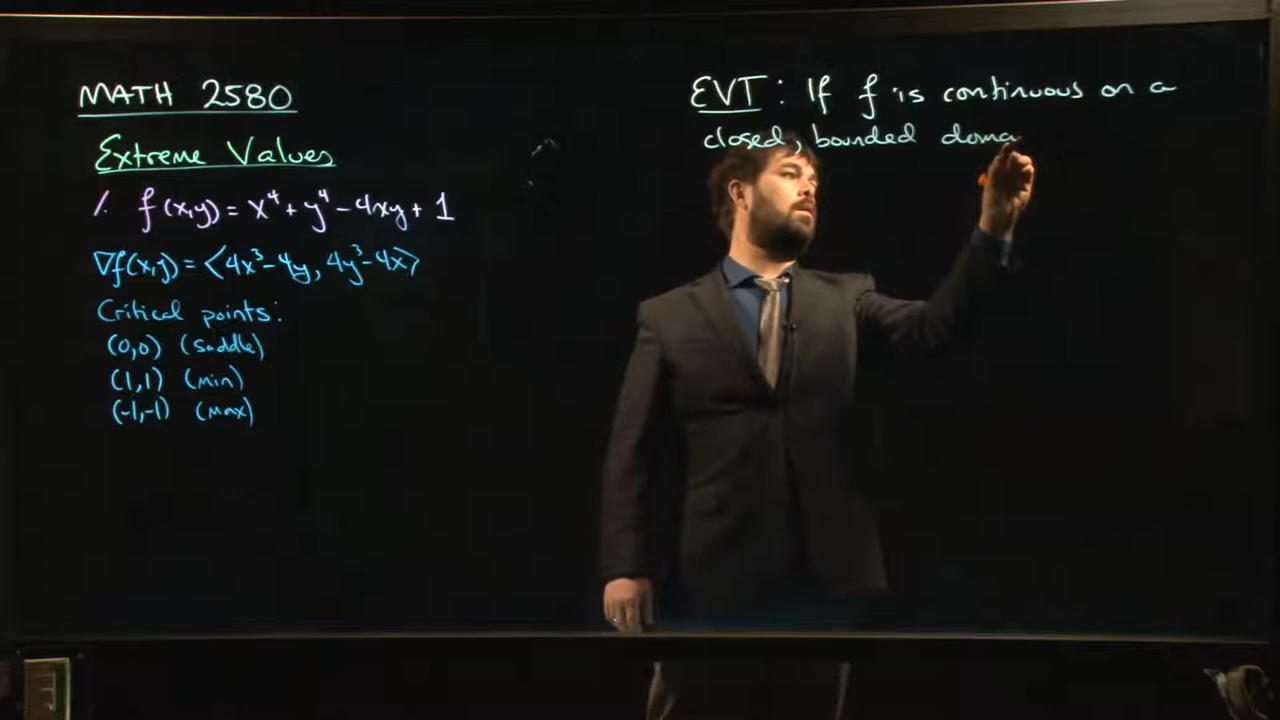 MATH 2580
Extreme Values
1. f(x,y) = x⁴ + y⁴ - 4xy + 1
∇f(x,y) = ⟨4x³ - 4y, 4y³ - 4x⟩
Critical points:
(0,0) (saddle)
(1,1) (min)
(-1,-1) (max)
EVT : If f is continuous on a
closed, bounded doma